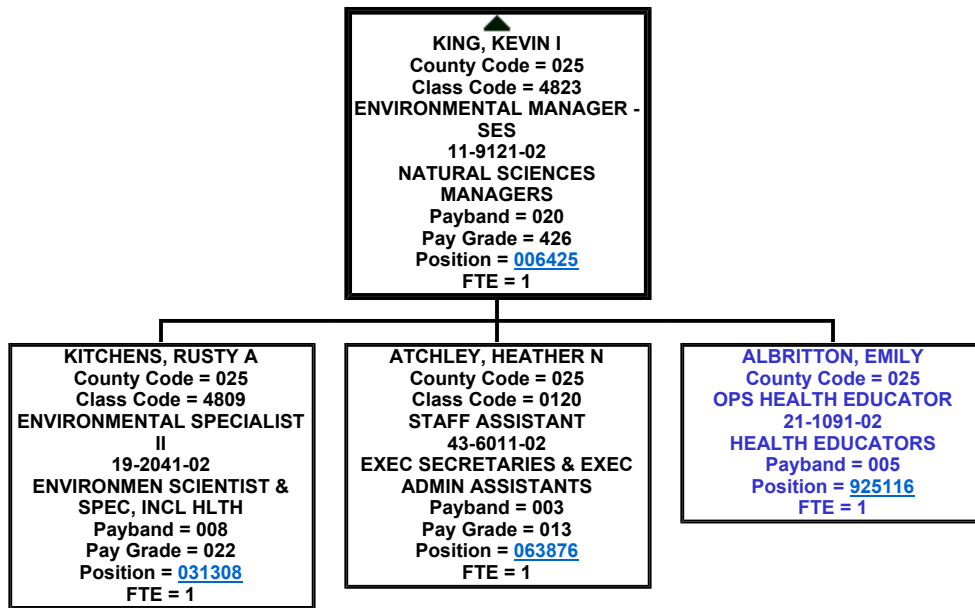 KING, KEVIN I
County Code = 025
Class Code = 4823
ENVIRONMENTAL MANAGER -
SES
11-9121-02
NATURAL SCIENCES
MANAGERS
Payband = 020
Pay Grade = 426
Position = 006425
FTE = 1
KITCHENS, RUSTY A
County Code = 025
Class Code = 4809
ENVIRONMENTAL SPECIALIST
II
19-2041-02
ENVIRONMEN SCIENTIST &
SPEC, INCL HLTH
Payband = 008
Pay Grade = 022
Position = 031308
FTE = 1
ATCHLEY, HEATHER N
County Code = 025
Class Code = 0120
STAFF ASSISTANT
43-6011-02
EXEC SECRETARIES & EXEC
ADMIN ASSISTANTS
Payband = 003
Pay Grade = 013
Position = 063876
FTE = 1
ALBRITTON, EMILY
County Code = 025
OPS HEALTH EDUCATOR
21-1091-02
HEALTH EDUCATORS
Payband = 005
Position = 925116
FTE = 1